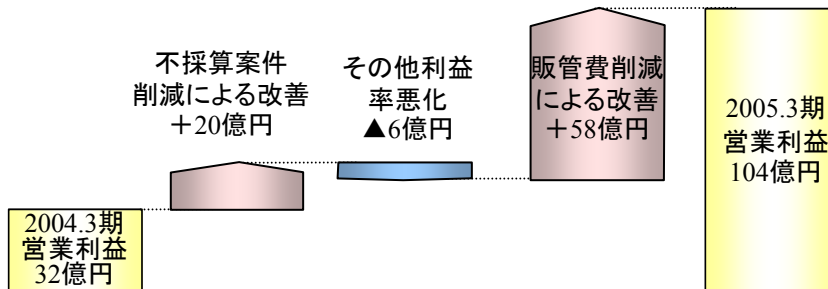 不採算案件
削減による改善
＋20億円
その他利益
率悪化
▲6億円
販管費削減
による改善
＋58億円
2005.3期
営業利益
104億円
2004.3期
営業利益
32億円